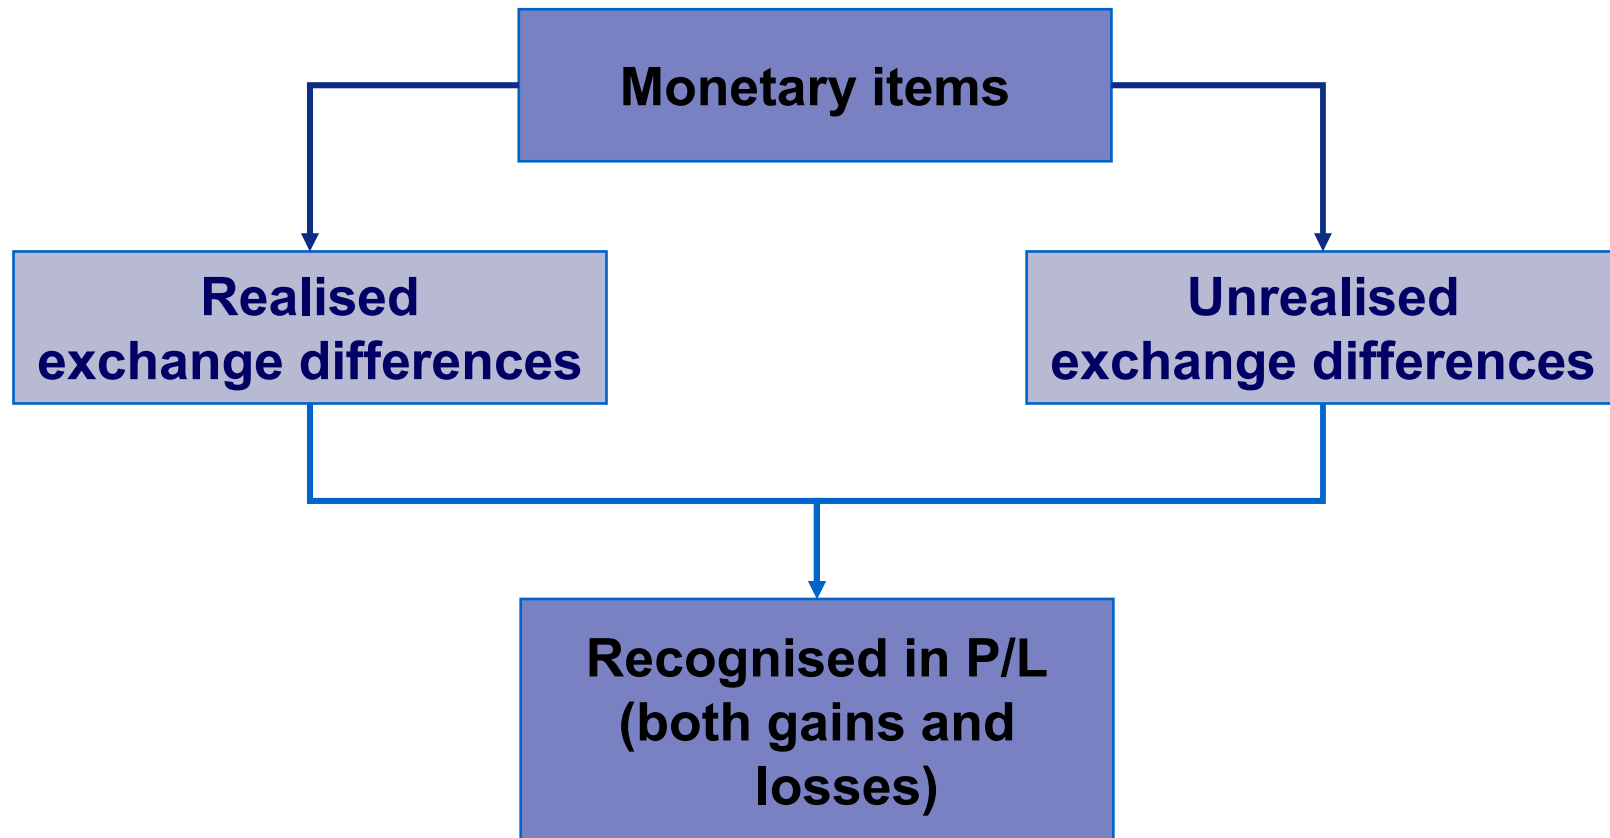 Monetary items
Realised
exchange differences
Unrealised
exchange differences
Recognised in P/L
(both gains and
losses)